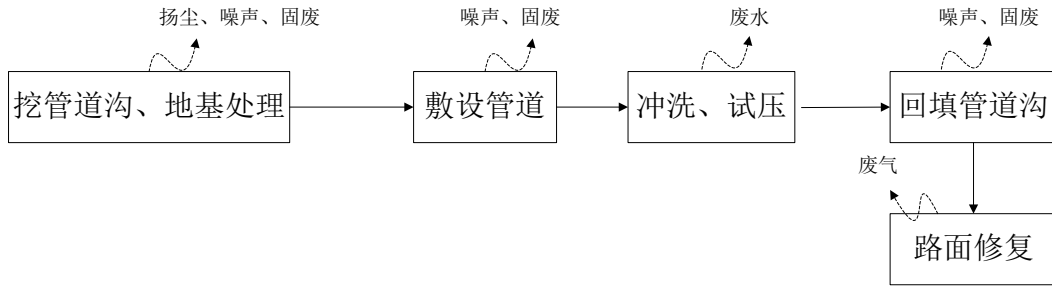 扬尘、噪声、固废
噪声、固废
废水
噪声、固废
挖管道沟、地基处理
敷设管道
冲洗、试压
回填管道沟
废气
路面修复